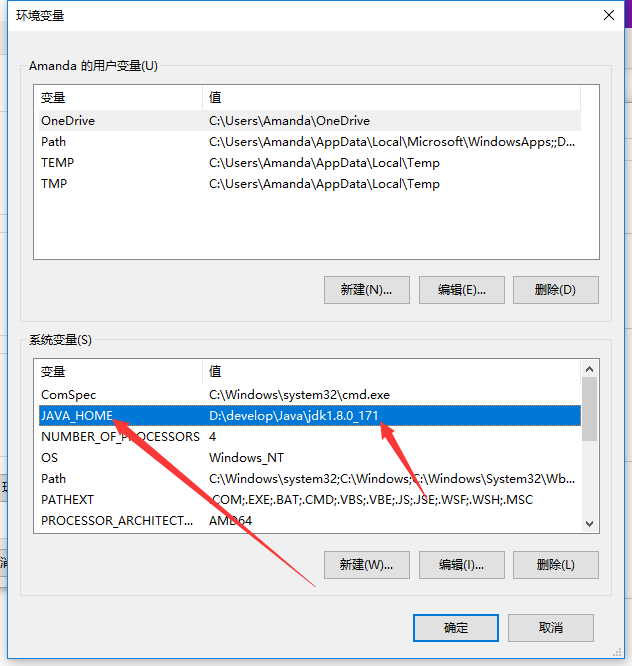 环境变量
Amanda 的用户变量(U)
变量 值
OneDrive C:\Users\Amanda\OneDrive
Path C:\Users\Amanda\AppData\Local\Microsoft\WindowsApps;;D...
TEMP C:\Users\Amanda\AppData\Local\Temp
TMP C:\Users\Amanda\AppData\Local\Temp
新建(N)... 编辑(E)... 删除(D)
系统变量(S)
变量 值
ComSpec C:\Windows\system32\cmd.exe
JAVA_HOME D:\develop\Java\jdk1.8.0_171
NUMBER_OF_PROCESSORS 4
OS Windows_NT
Path C:\Windows\system32;C:\Windows;C:\Windows\System32\Wb...
PATHEXT .COM;.EXE;.BAT;.CMD;.VBS;.VBE;.JS;.JSE;.WSF;.WSH;.MSC
PROCESSOR_ARCHITECT... AMD64
新建(W)... 编辑(I)... 删除(L)
确定 取消